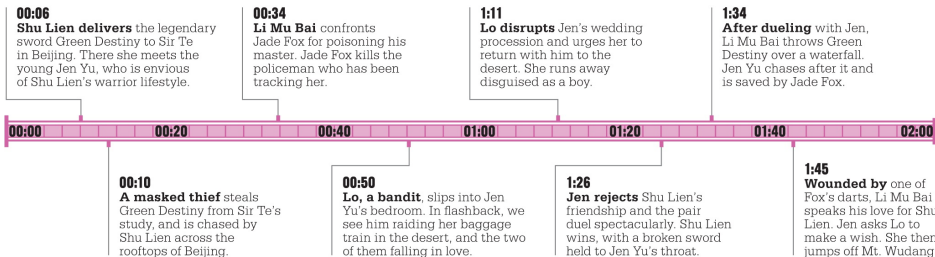 00:06
Shu Lien delivers the legendary
sword Green Destiny to Sir Te
in Beijing. There she meets the
young Jen Yu, who is envious
of Shu Lien's warrior lifestyle.
00:34
Li Mu Bai confronts
Jade Fox for poisoning his
master. Jade Fox kills the
policeman who has been
tracking her.
1:11
Lo disrupts Jen's wedding
procession and urges her to
return with him to the
desert. She runs away
disguised as a boy.
1:34
After dueling with Jen,
Li Mu Bai throws Green
Destiny over a waterfall.
Jen Yu chases after it and
is saved by Jade Fox.
00:00 00:20 00:40 01:00 01:20 01:40 02:00
00:10
A masked thief steals
Green Destiny from Sir Te's
study, and is chased by
Shu Lien across the
rooftops of Beijing.
00:50
Lo, a bandit, slips into Jen
Yu's bedroom. In flashback, we
see him raiding her baggage
train in the desert, and the two
of them falling in love.
1:26
Jen rejects Shu Lien's
friendship and the pair
duel spectacularly. Shu Lien
wins, with a broken sword
held to Jen Yu's throat.
1:45
Wounded by one of
Fox's darts, Li Mu Bai
speaks his love for Shu
Lien. Jen asks Lo to
make a wish. She then
jumps off Mt. Wudang